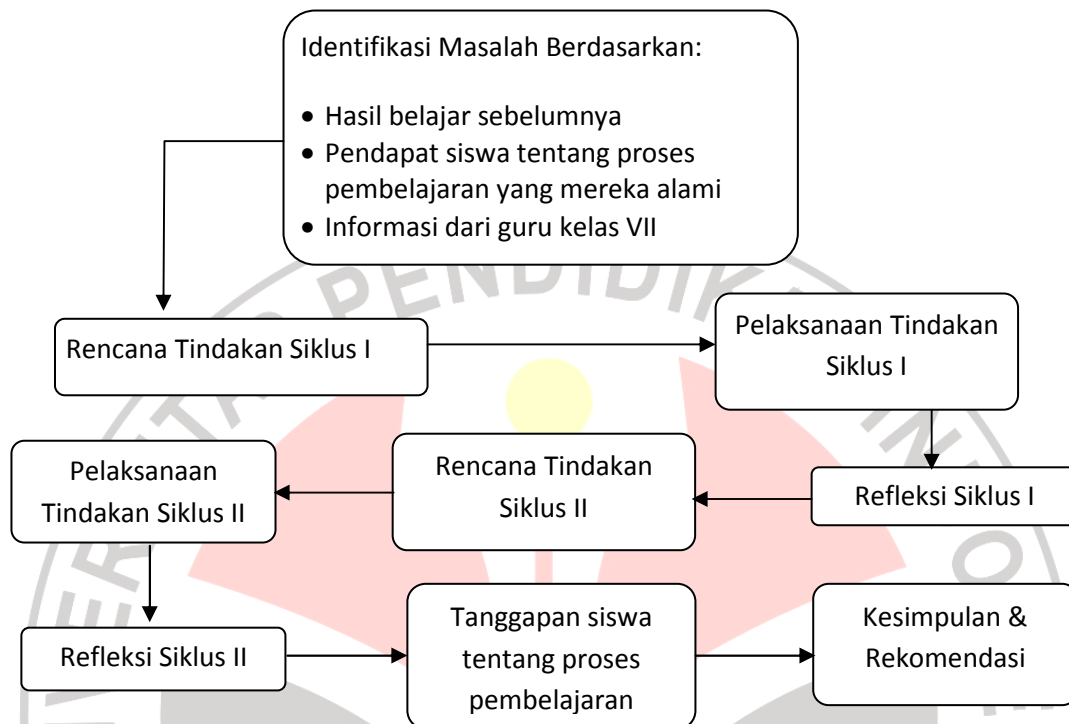 Identifikasi Masalah Berdasarkan:
• Hasil belajar sebelumnya
• Pendapat siswa tentang proses
pembelajaran yang mereka alami
• Informasi dari guru kelas VII
Rencana Tindakan Siklus I
Pelaksanaan Tindakan
Siklus I
Refleksi Siklus I
Rencana Tindakan
Siklus II
Pelaksanaan
Tindakan Siklus II
Refleksi Siklus II
Tanggapan siswa
tentang proses
pembelajaran
Kesimpulan &
Rekomendasi